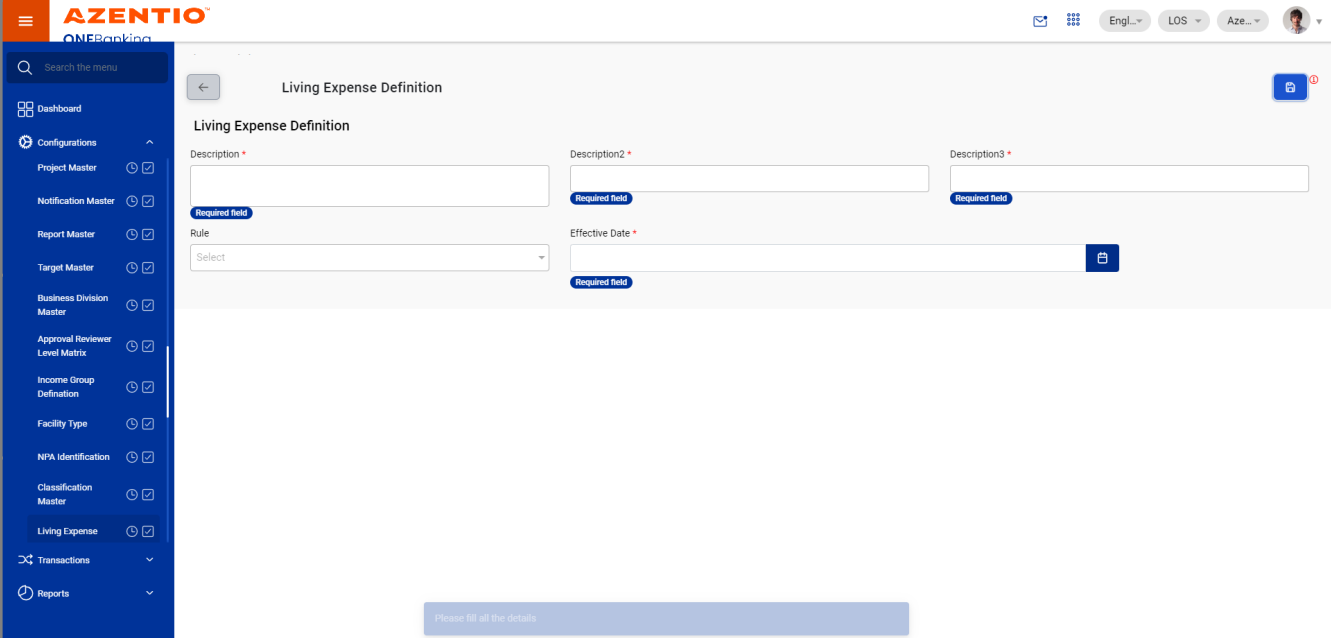 AZENTIO
ONEBanking
Engl...
LOS
Aze...
Search the menu
Dashboard
Configurations
Project Master
Notification Master
Report Master
Target Master
Business Division
Master
Approval Reviewer
Level Matrix
Income Group
Defination
Facility Type
NPA Identification
Classification
Master
Living Expense
Transactions
Reports
Living Expense Definition
Living Expense Definition
Description *
Description2 *
Description3 *
Required field
Required field
Required field
Rule
Effective Date *
Select
Required field
Please fill all the details